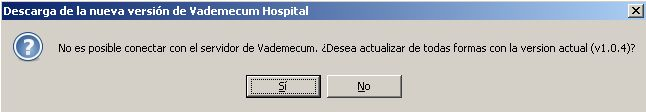 Descarga de la nueva versión de Vademecum Hospital
No es posible conectar con el servidor de Vademecum. ¿Desea actualizar de todas formas con la version actual (v1.0.4)?
Sí No